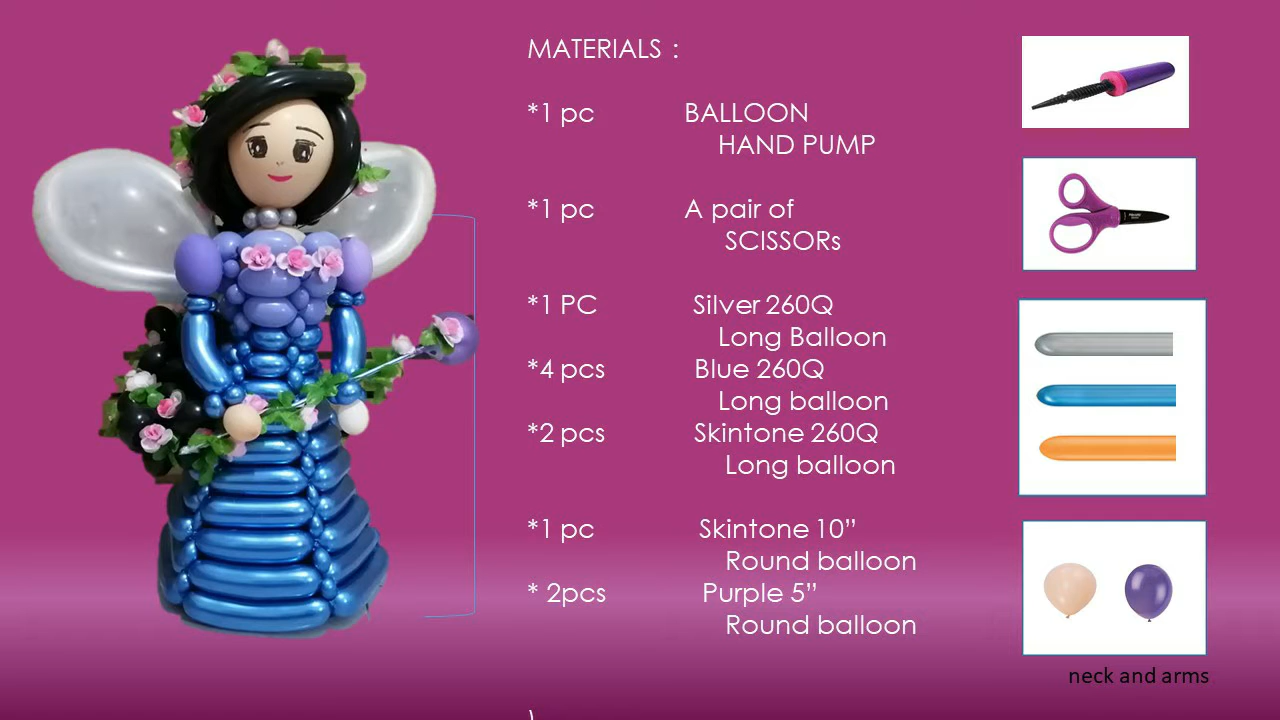 MATERIALS :
*1 pc BALLOON
HAND PUMP
*1 pc A pair of
SCISSORs
*1 PC Silver 260Q
Long Balloon
*4 pcs Blue 260Q
Long balloon
*2 pcs Skintone 260Q
Long balloon
*1 pc Skintone 10”
Round balloon
* 2pcs Purple 5”
Round balloon
neck and arms